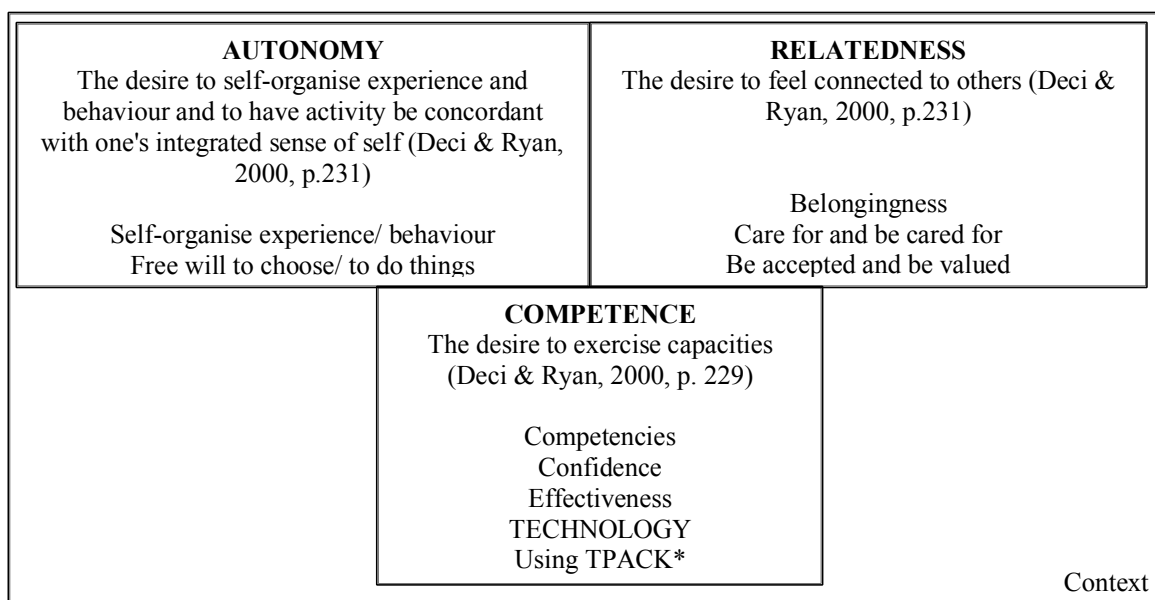 AUTONOMY
The desire to self-organise experience and
behaviour and to have activity be concordant
with one's integrated sense of self (Deci & Ryan,
2000, p.231)
Self-organise experience/ behaviour
Free will to choose/ to do things
RELATEDNESS
The desire to feel connected to others (Deci &
Ryan, 2000, p.231)
Belongingness
Care for and be cared for
Be accepted and be valued
COMPETENCE
The desire to exercise capacities
(Deci & Ryan, 2000, p. 229)
Competencies
Confidence
Effectiveness
TECHNOLOGY
Using TPACK*
Context